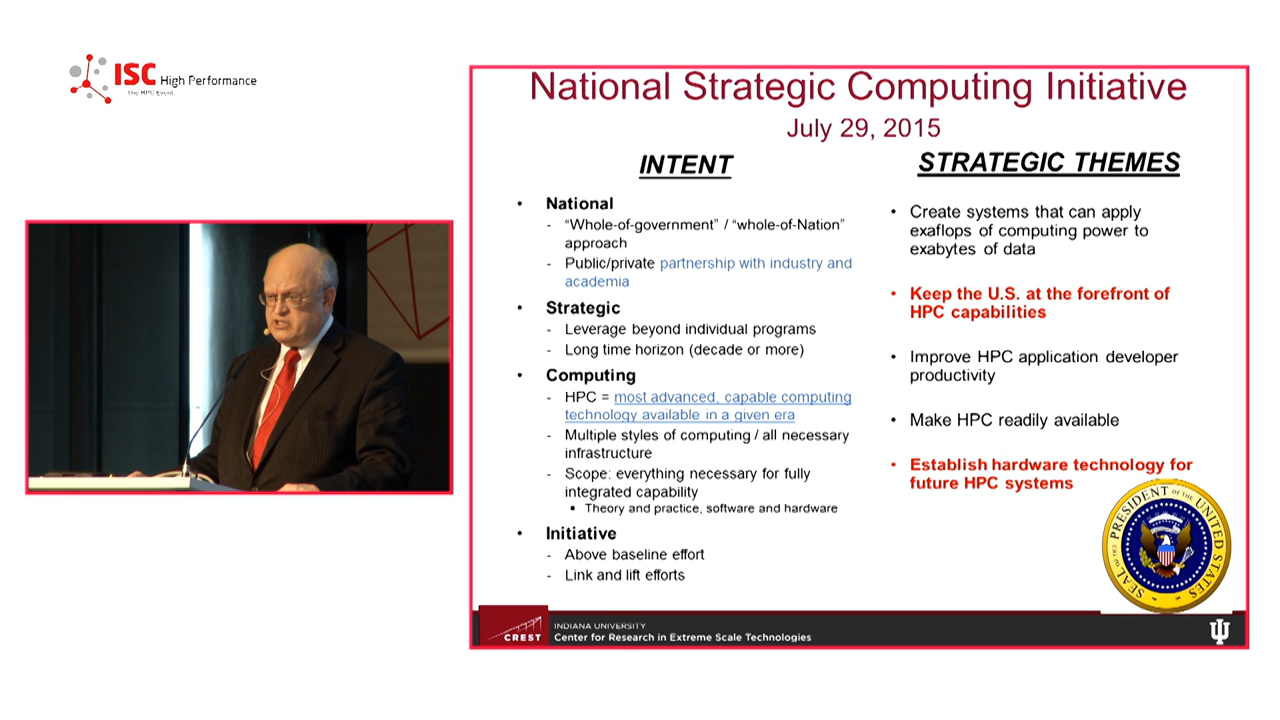 ISC High Performance
The HPC Event.
National Strategic Computing Initiative
July 29, 2015
INTENT
• National
- “Whole-of-government” / “whole-of-Nation”
approach
- Public/private partnership with industry and
academia
• Strategic
- Leverage beyond individual programs
- Long time horizon (decade or more)
• Computing
- HPC = most advanced, capable computing
technology available in a given era
- Multiple styles of computing / all necessary
infrastructure
- Scope: everything necessary for fully
integrated capability
• Theory and practice, software and hardware
• Initiative
- Above baseline effort
- Link and lift efforts
STRATEGIC THEMES
• Create systems that can apply
exaflops of computing power to
exabytes of data
• Keep the U.S. at the forefront of
HPC capabilities
• Improve HPC application developer
productivity
• Make HPC readily available
• Establish hardware technology for
future HPC systems
SEAL OF THE PRESIDENT OF THE UNITED STATES
CREST
INDIANA UNIVERSITY
Center for Research in Extreme Scale Technologies